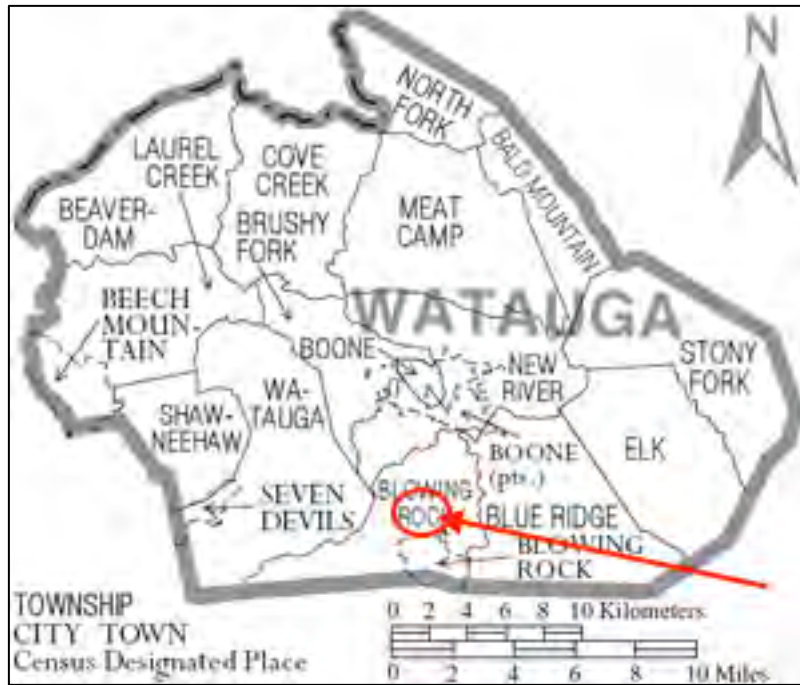 N
NORTH
FORK
BALD MOUNTAIN
LAUREL
CREEK
COVE
CREEK
BEAVER-
DAM
BRUSHY
FORK
MEAT
CAMP
BEECH
MOUN-
TAIN
WATAUGA
BOONE
NEW
RIVER
STONY
FORK
SHAW-
NEEHAW
WA-
TAUGA
ELK
BOONE
(pts.)
SEVEN
DEVILS
BLOWING
ROCK
BLUE RIDGE
BLOWING
ROCK
TOWNSHIP
CITY TOWN
Census Designated Place
0 2 4 6 8 10 Kilometers
0 2 4 6 8 10 Miles